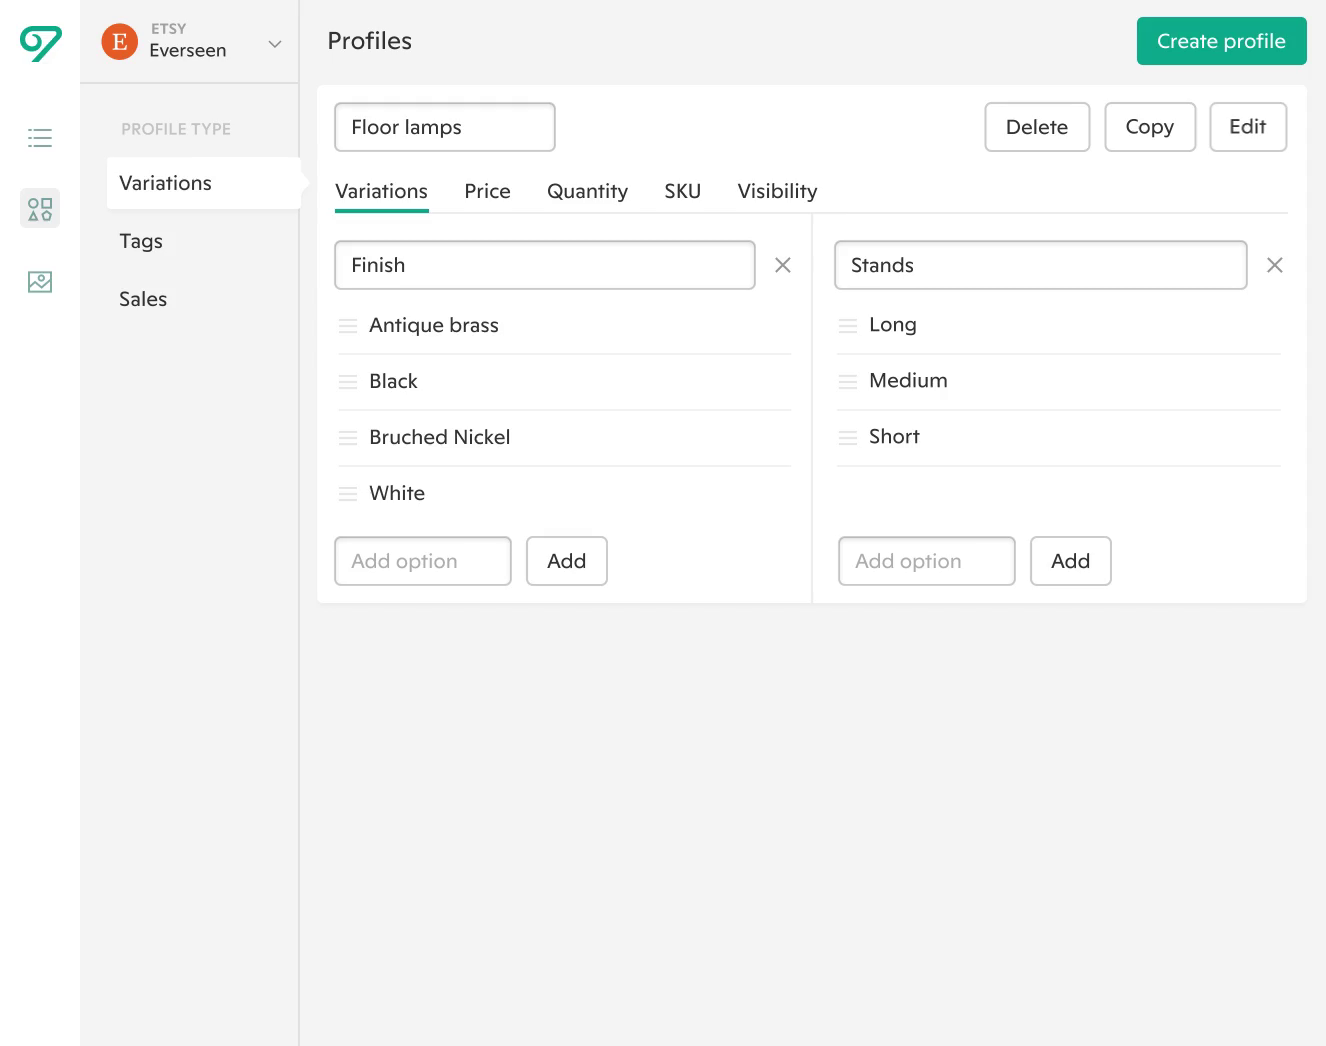 ETSY
Everseen
Profiles
Create profile
PROFILE TYPE
Variations
Tags
Sales
Floor lamps
Delete
Copy
Edit
Variations
Price
Quantity
SKU
Visibility
Finish
Antique brass
Black
Bruched Nickel
White
Add option
Add
Stands
Long
Medium
Short
Add option
Add